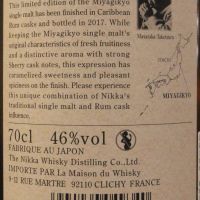 This limited edition of the Miyagikyo
single malt has been finished in Caribbean
Rum casks and bottled in 2017. While
keeping the Miyagikyo single malt's
original characteristics of fresh fruitiness
and a distinctive aroma with strong
Sherry cask notes, this expression has
caramelized sweetness and pleasant
spiciness on the finish. Please experience
this unique combination of Nikka's
traditional single malt and Rum cask
influence.
Masataka Taketsuru
MIYAGIKYO
70cl 46%vol
FABRIQUE AU JAPON
The Nikka Whisky Distilling Co.,Ltd.
IMPORTE PAR La Maison du Whisky
9-12 RUE MARTRE 92110 CLICHY FRANCE